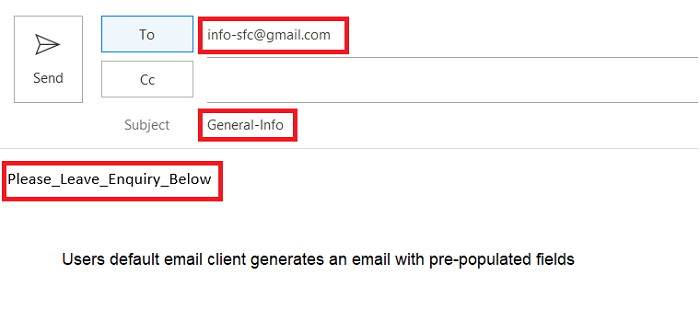 To
info-sfc@gmail.com
Send
Cc
Subject
General-Info
Please_Leave_Enquiry_Below
Users default email client generates an email with pre-populated fields